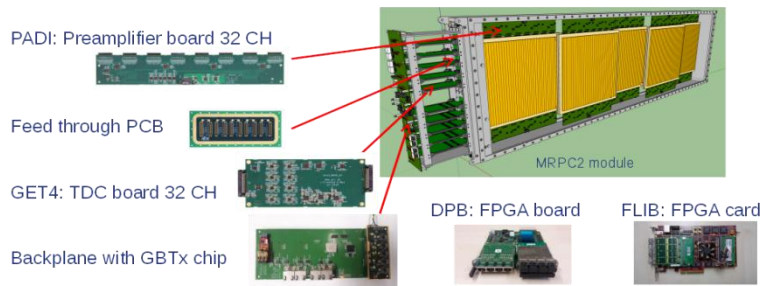 PADI: Preamplifier board 32 CH
Feed through PCB
MRPC2 module
GET4: TDC board 32 CH
DPB: FPGA board
FLIB: FPGA card
Backplane with GBTx chip